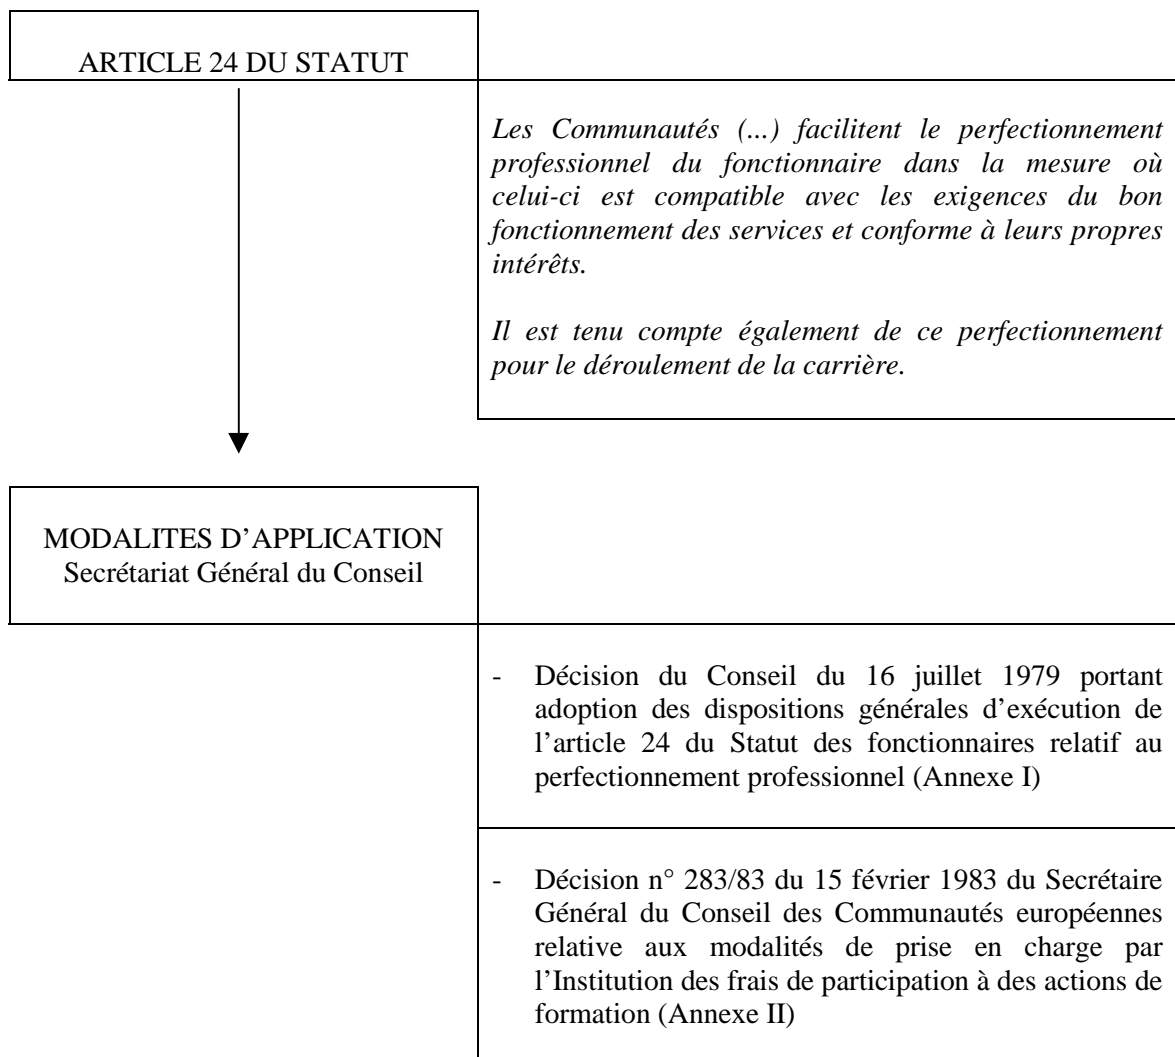 ARTICLE 24 DU STATUT
Les Communautés (...) facilitent le perfectionnement
professionnel du fonctionnaire dans la mesure où
celui-ci est compatible avec les exigences du bon
fonctionnement des services et conforme à leurs propres
intérêts.
Il est tenu compte également de ce perfectionnement
pour le déroulement de la carrière.
MODALITES D’APPLICATION
Secrétariat Général du Conseil
- Décision du Conseil du 16 juillet 1979 portant
adoption des dispositions générales d’exécution de
l’article 24 du Statut des fonctionnaires relatif au
perfectionnement professionnel (Annexe I)
- Décision n° 283/83 du 15 février 1983 du Secrétaire
Général du Conseil des Communautés européennes
relative aux modalités de prise en charge par
l’Institution des frais de participation à des actions de
formation (Annexe II)